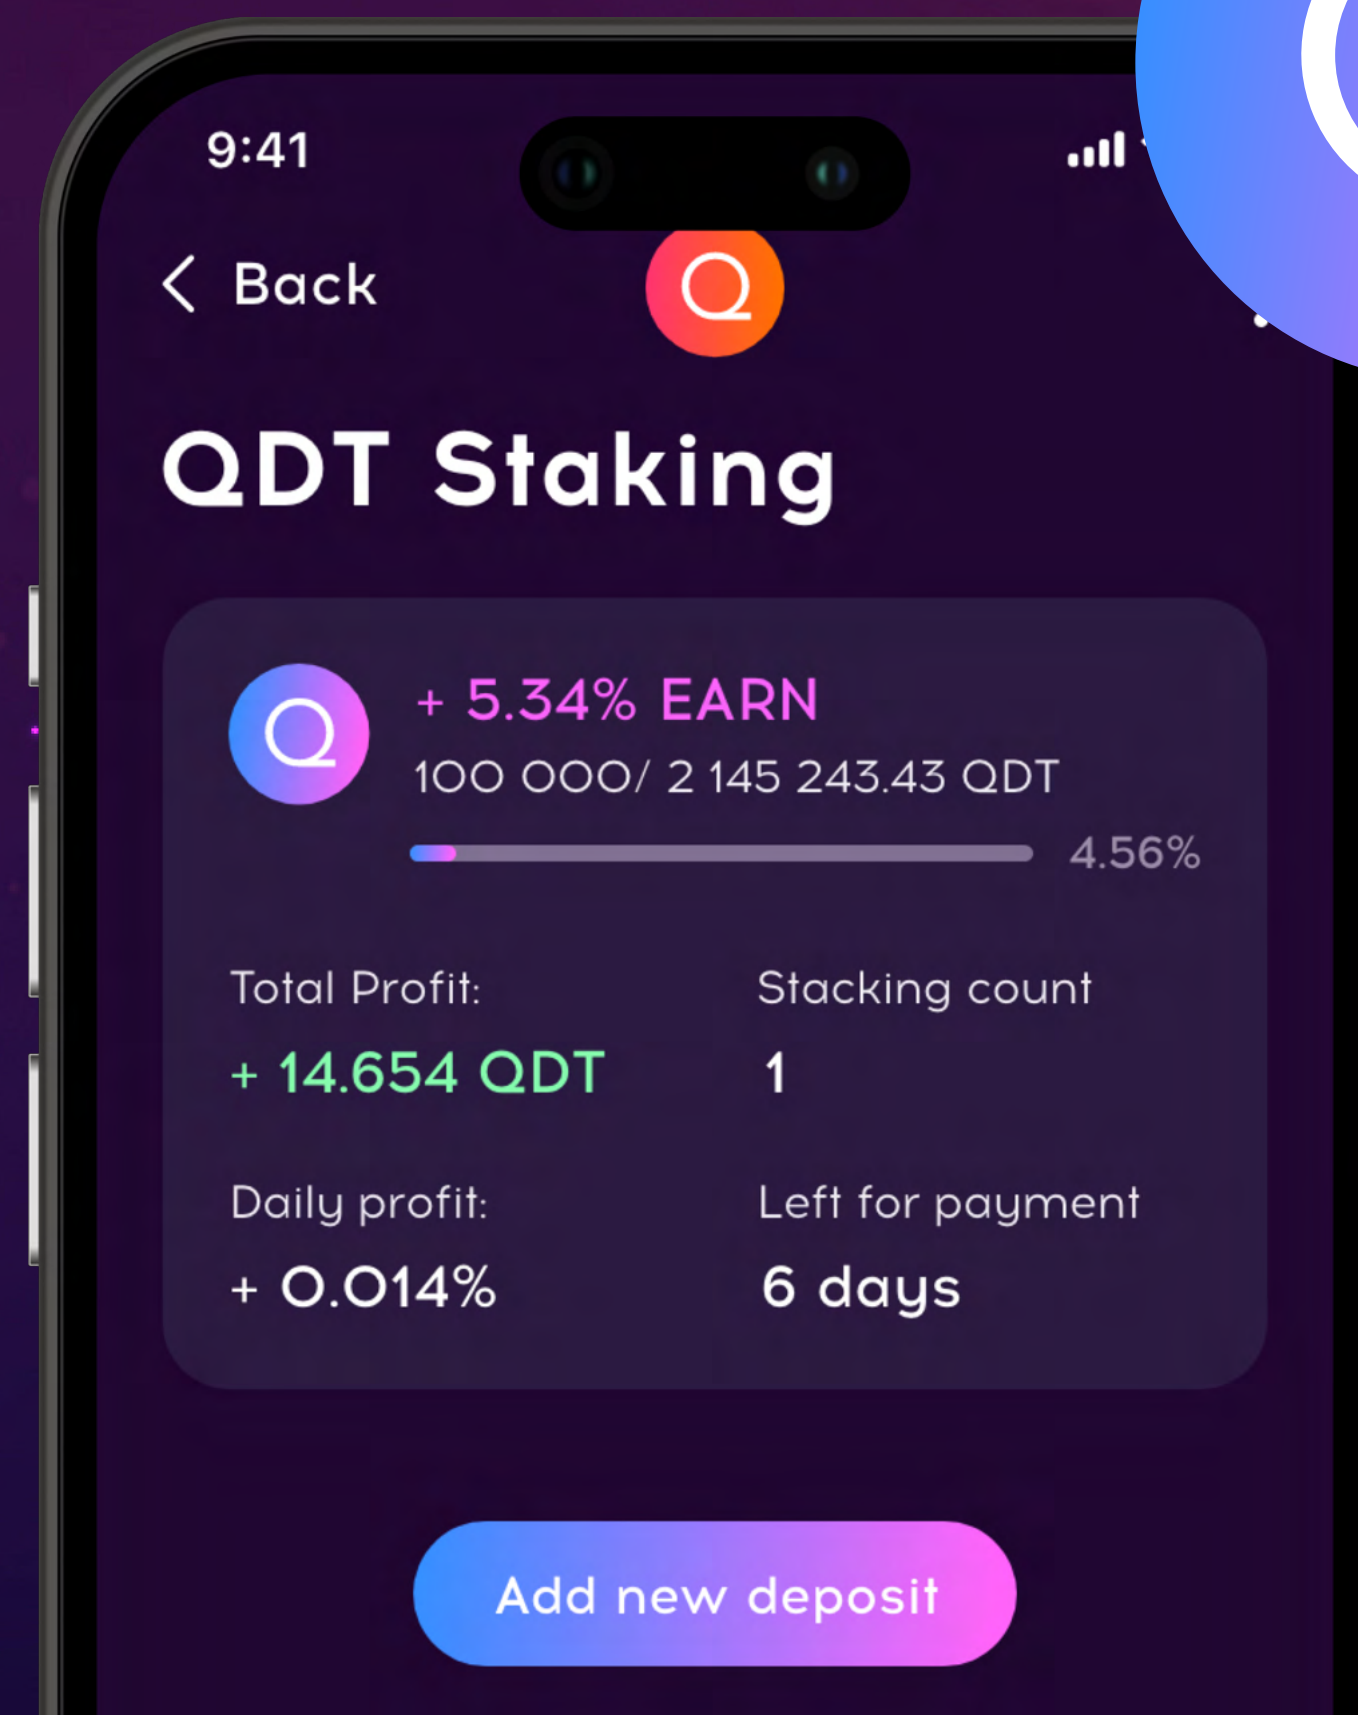 9:41
Back
QDT Staking
+ 5.34% EARN
100 000/ 2 145 243.43 QDT
4.56%
Total Profit:
Stacking count
+ 14.654 QDT
1
Daily profit:
Left for payment
+ 0.014%
6 days
Add new deposit